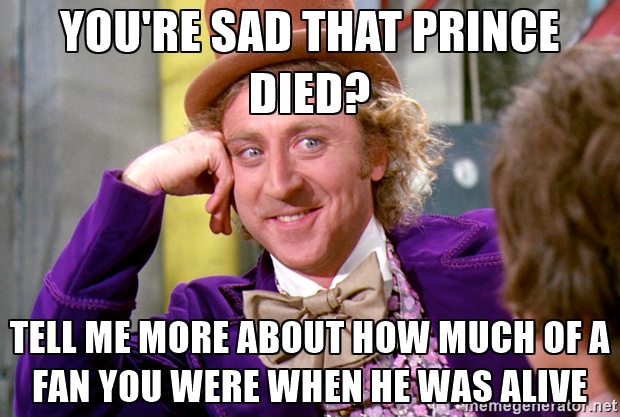 YOU'RE SAD THAT PRINCE
DIED?
TELL ME MORE ABOUT HOW MUCH OF A
FAN YOU WERE WHEN HE WAS ALIVE
memegenerator.net